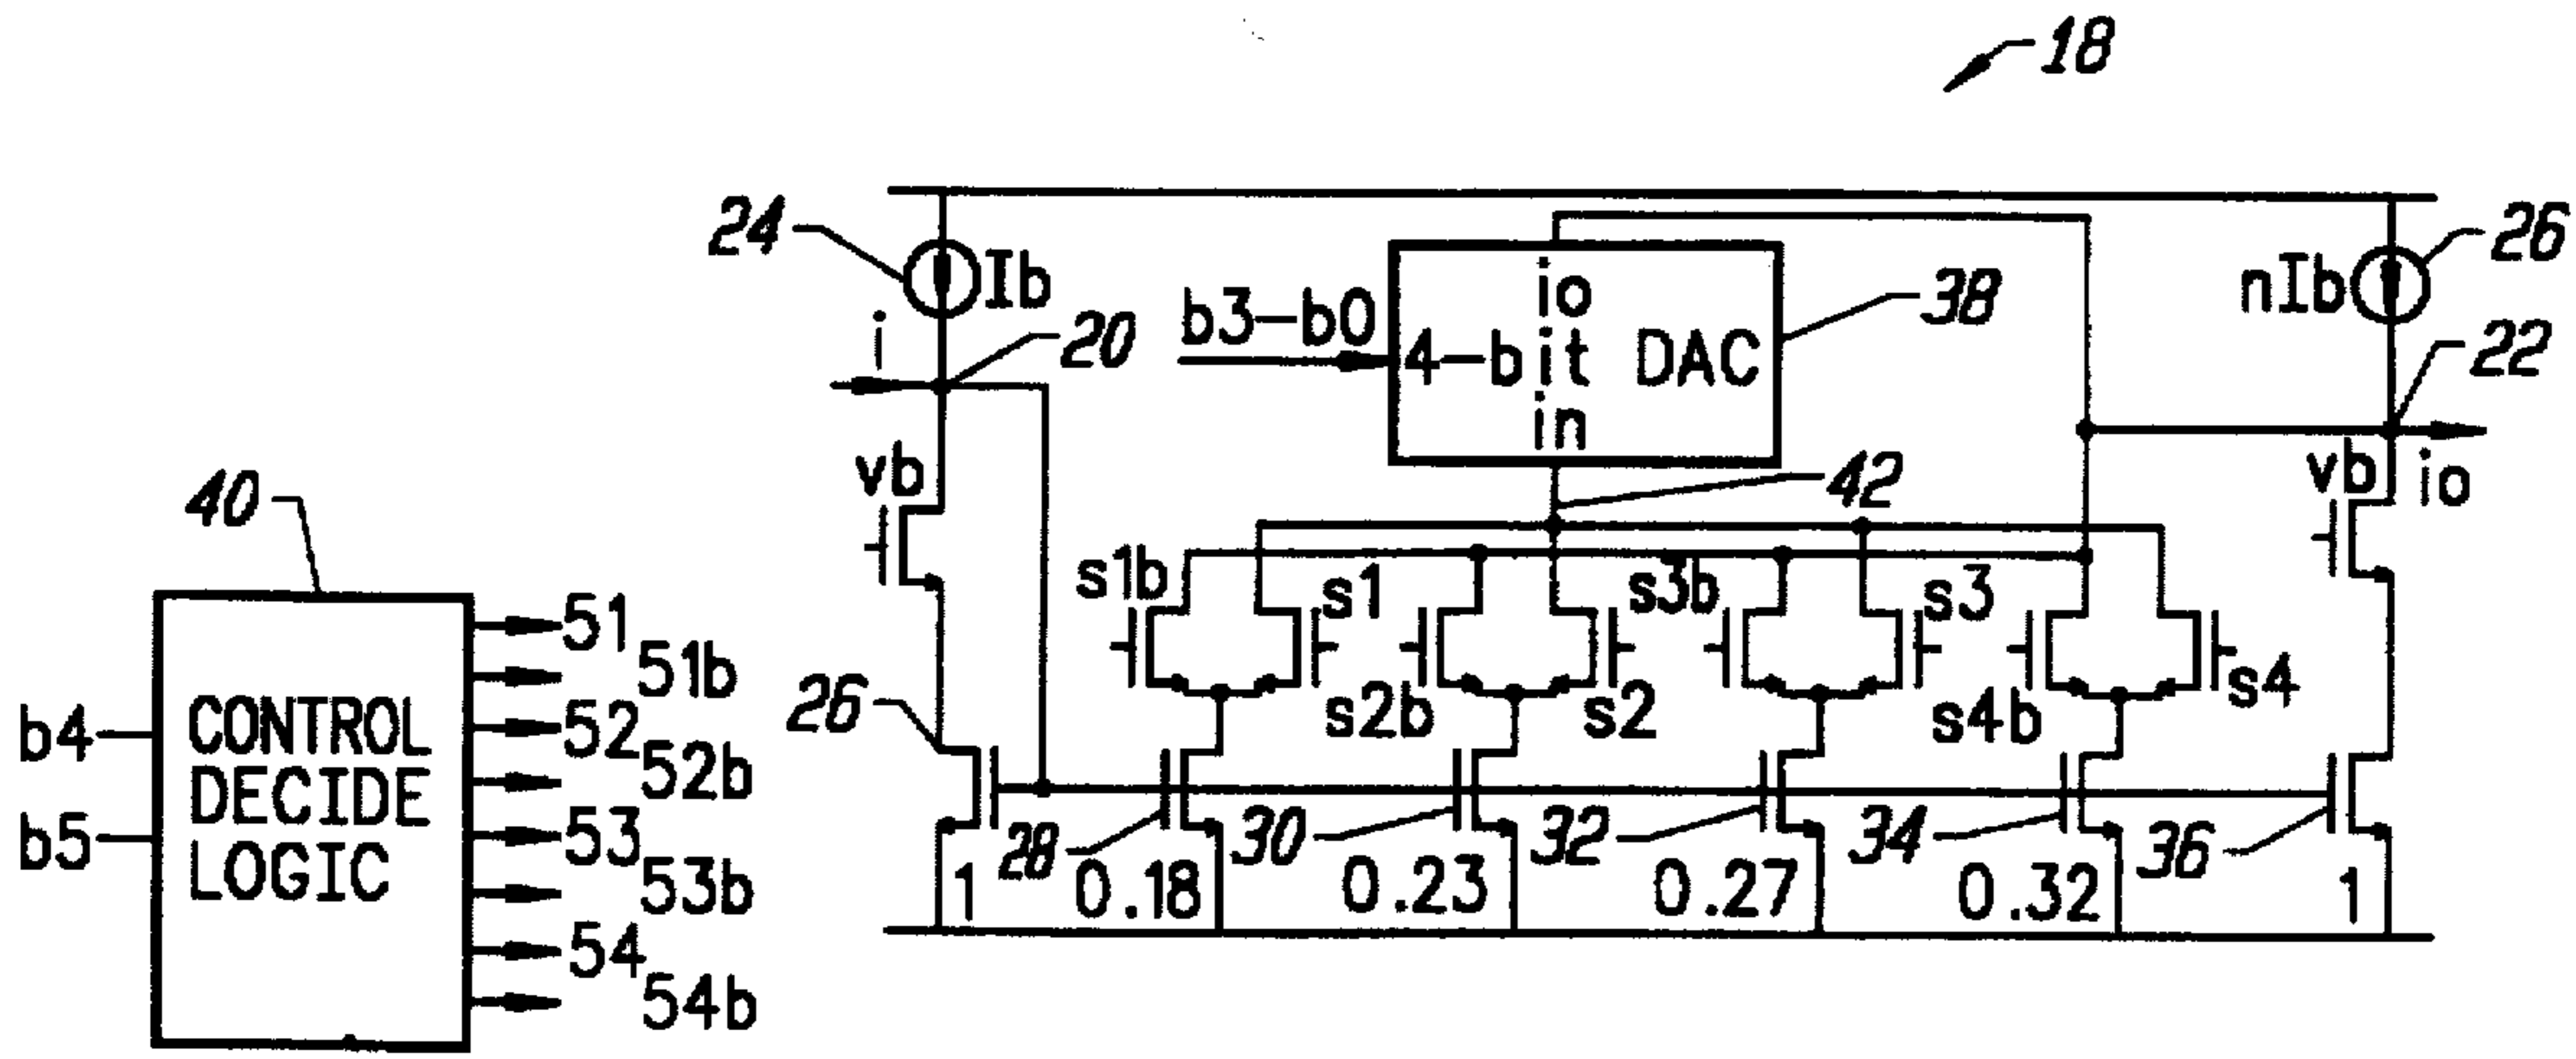 18
24
Ib
i
20
b3-b0
io
4-bit DAC
in
38
nIb
26
22
vb
42
vb
io
40
s1b
s1
s3b
s3
51
51b
b4
CONTROL
DECIDE
LOGIC
52
52b
26
s2b
s2
s4b
s4
b5
53
53b
1
28
0.18
30
0.23
32
0.27
34
0.32
36
1
54
54b